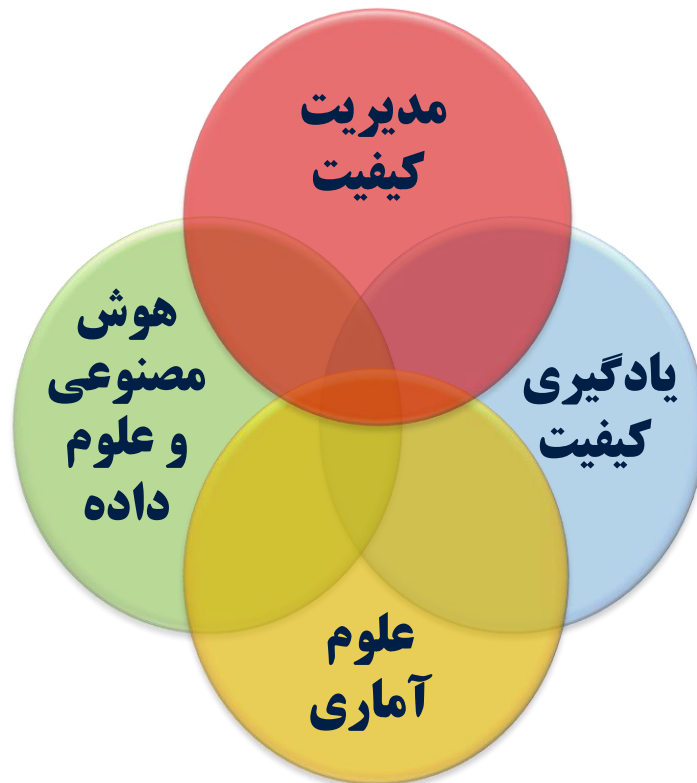 مدیریت
کیفیت
هوش
مصنوعی
و علوم
داده
یادگیری
کیفیت
علوم
آماری